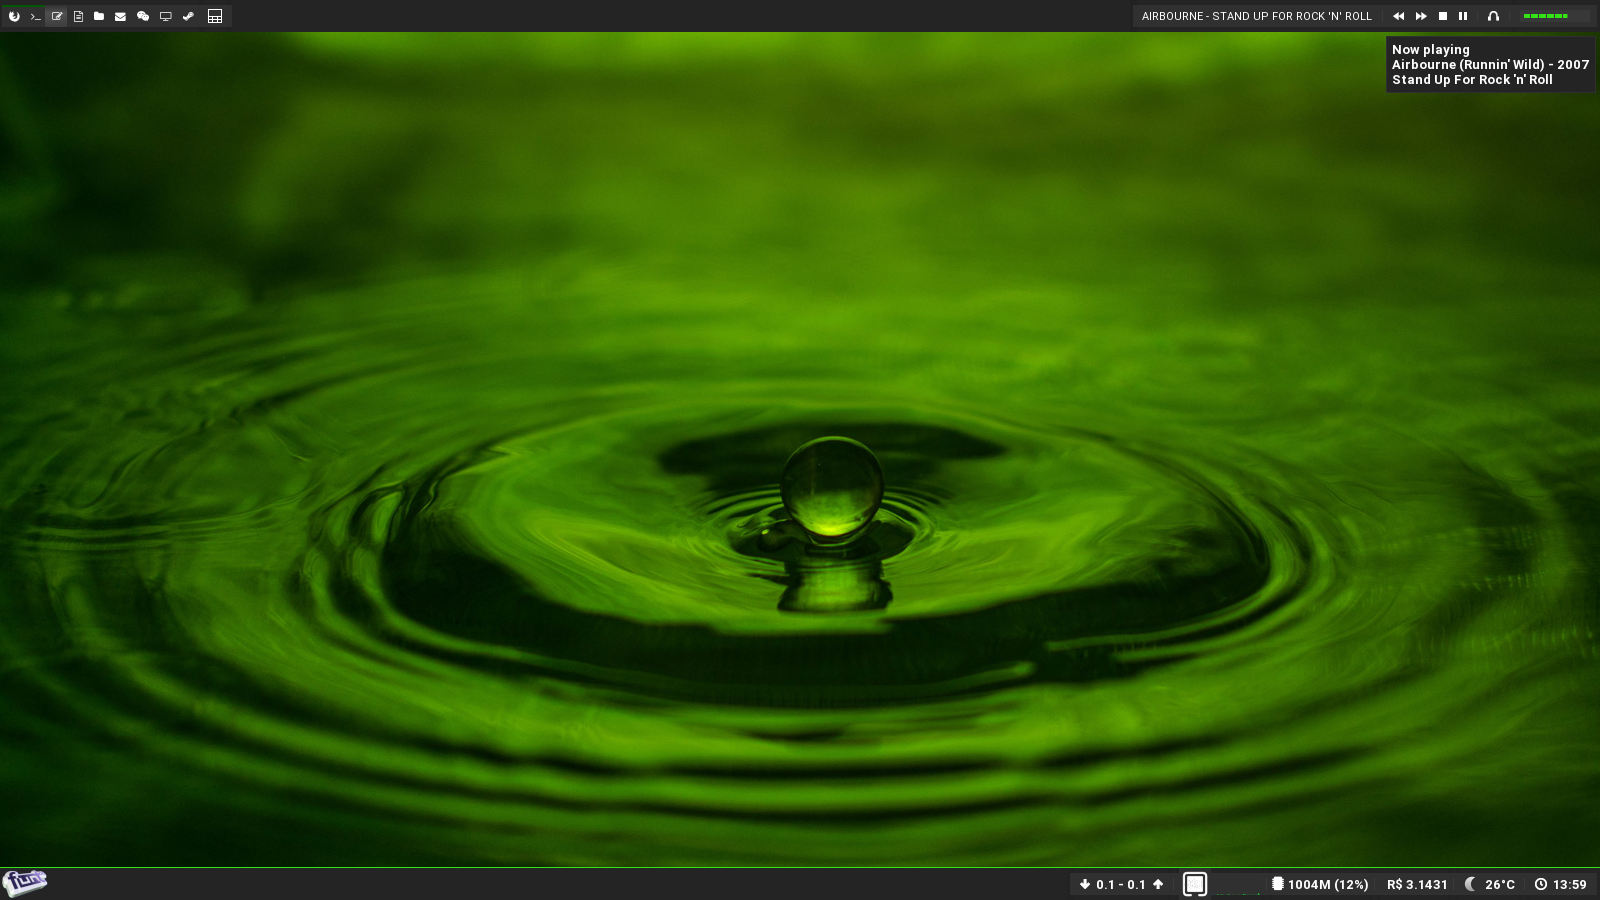 AIRBOURNE - STAND UP FOR ROCK 'N' ROLL
Now playing
Airbourne (Runnin' Wild) - 2007
Stand Up For Rock 'n' Roll
0.1 - 0.1
1004M (12%)
R$ 3.1431
26°C
13:59